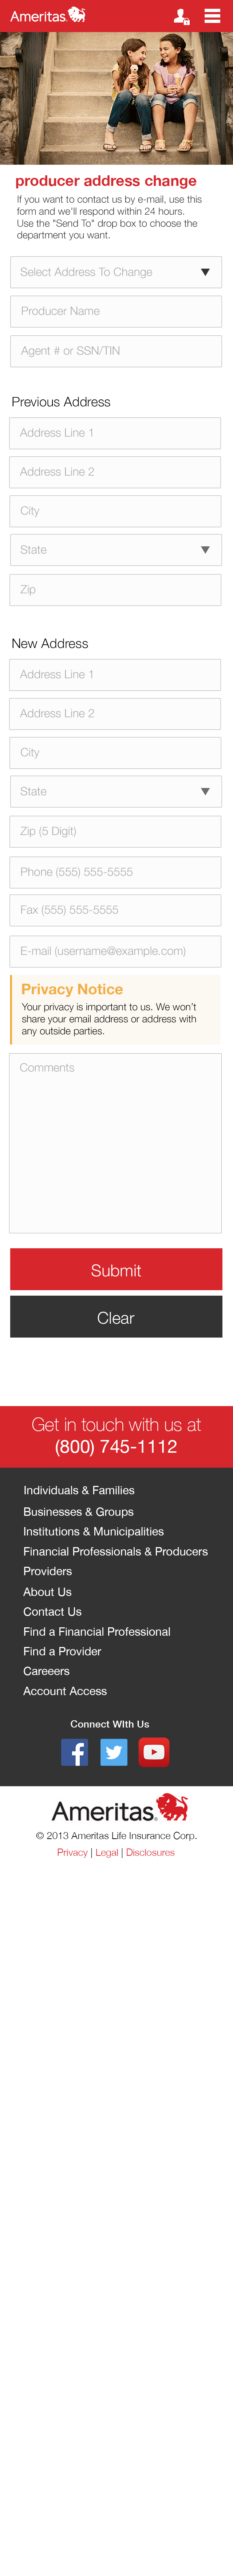 Ameritas
producer address change
If you want to contact us by e-mail, use this
form and we'll respond within 24 hours.
Use the "Send To" drop box to choose the
department you want.
Select Address To Change
Producer Name
Agent # or SSN/TIN
Previous Address
Address Line 1
Address Line 2
City
State
Zip
New Address
Address Line 1
Address Line 2
City
State
Zip (5 Digit)
Phone (555) 555-5555
Fax (555) 555-5555
E-mail (username@example.com)
Privacy Notice
Your privacy is important to us. We won't
share your email address or address with
any outside parties.
Comments
Submit
Clear
Get in touch with us at
(800) 745-1112
Individuals & Families
Businesses & Groups
Institutions & Municipalities
Financial Professionals & Producers
Providers
About Us
Contact Us
Find a Financial Professional
Find a Provider
Careeers
Account Access
Connect With Us
Ameritas
© 2013 Ameritas Life Insurance Corp.
Privacy | Legal | Disclosures